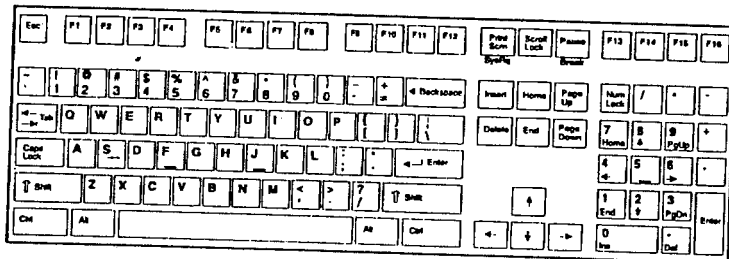 Esc F1 F2 F3 F4 F5 F6 F7 F8 F9 F10 F11 F12 Print Scrn Scroll Lock Pause F13 F14 F15 F16
SysRq Break
~ ` ! 1 @ 2 # 3 $ 4 % 5 ^ 6 & 7 * 8 ( 9 ) 0 - + = Backspace Insert Home Page Up Num Lock / * -
Tab Q W E R T Y U I O P { [ } ] \ Delete End Page Down 7 Home 8 9 PgUp +
Caps Lock A S D F G H J K L : ; Enter 4 5 6
Shift Z X C V B N M < , > . ? / Shift 1 End 2 3 PgDn Enter
Ctrl Alt Alt Ctrl 0 Ins . Del